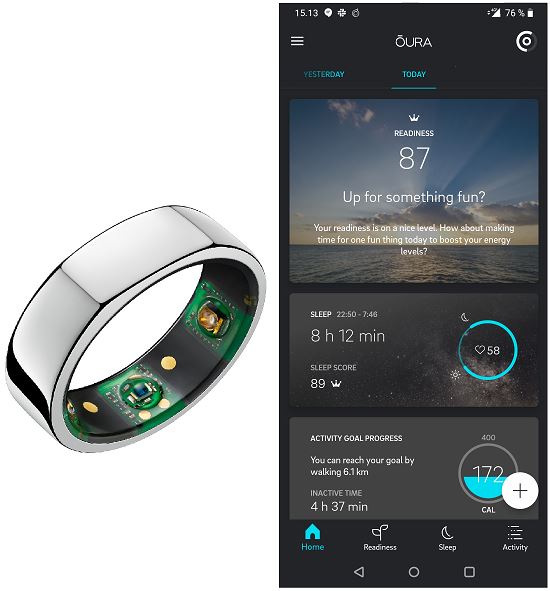 15.13 76 %
ŌURA
YESTERDAY TODAY
READINESS
87
Up for something fun?
Your readiness is on a nice level. How about making
time for one fun thing today to boost your energy
levels?
SLEEP 22:50 - 7:46
8 h 12 min
58
SLEEP SCORE
89
ACTIVITY GOAL PROGRESS
400
You can reach your goal by
walking 6.1 km
172
INACTIVE TIME
4 h 37 min
CAL
Home Readiness Sleep Activity